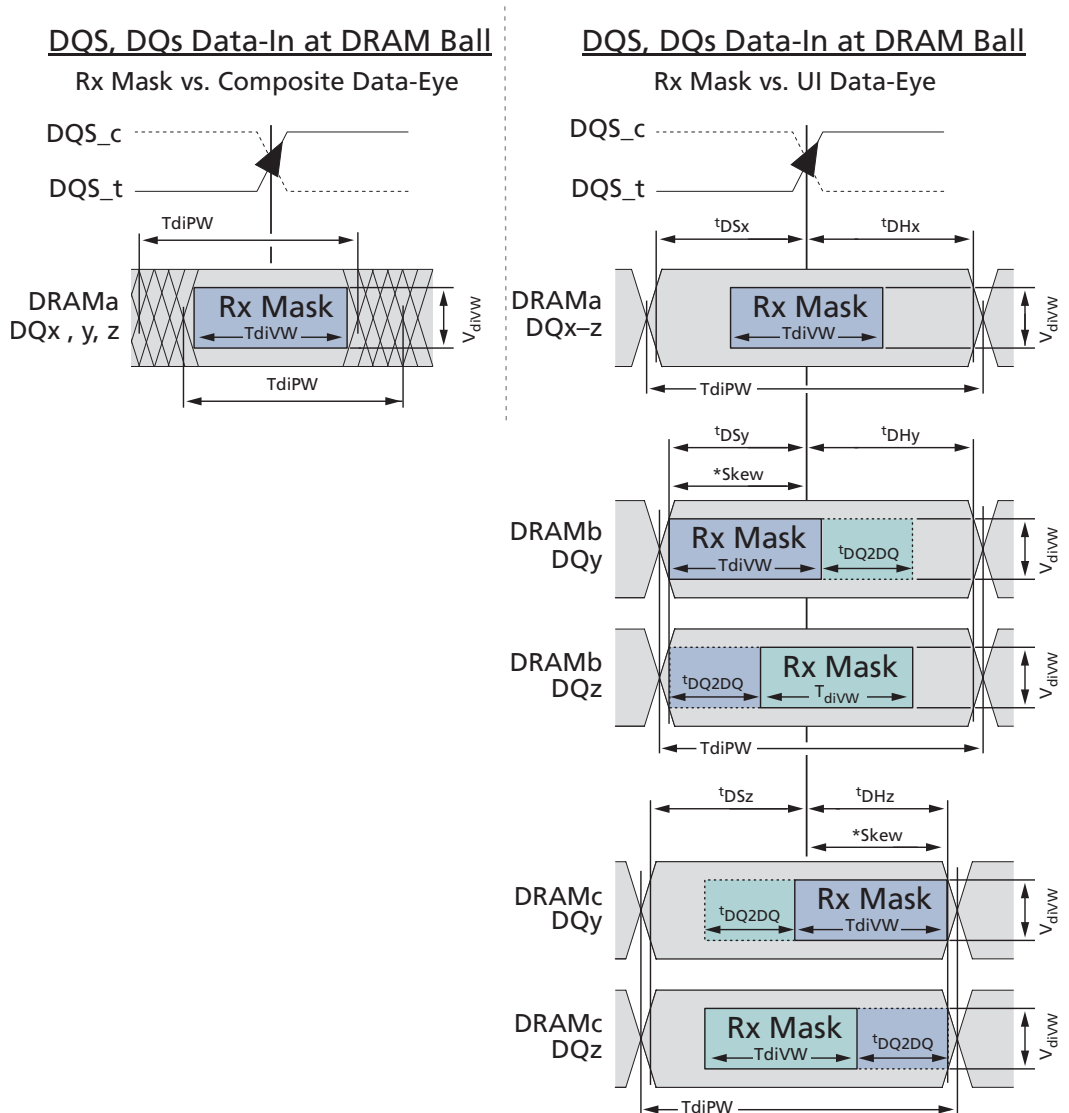 DQS, DQs Data-In at DRAM Ball
Rx Mask vs. Composite Data-Eye
DQS_c
DQS_t
TdiPW
DRAMa
DQx , y, z
Rx Mask
TdiVW
VdiVW
TdiPW
DQS, DQs Data-In at DRAM Ball
Rx Mask vs. UI Data-Eye
DQS_c
DQS_t
tDSx
tDHx
DRAMa
DQx–z
Rx Mask
TdiVW
VdiVW
TdiPW
tDSy
tDHy
*Skew
DRAMb
DQy
Rx Mask
TdiVW
tDQ2DQ
VdiVW
DRAMb
DQz
tDQ2DQ
Rx Mask
TdiVW
VdiVW
TdiPW
tDSz
tDHz
*Skew
DRAMc
DQy
tDQ2DQ
Rx Mask
TdiVW
VdiVW
DRAMc
DQz
Rx Mask
TdiVW
tDQ2DQ
VdiVW
TdiPW